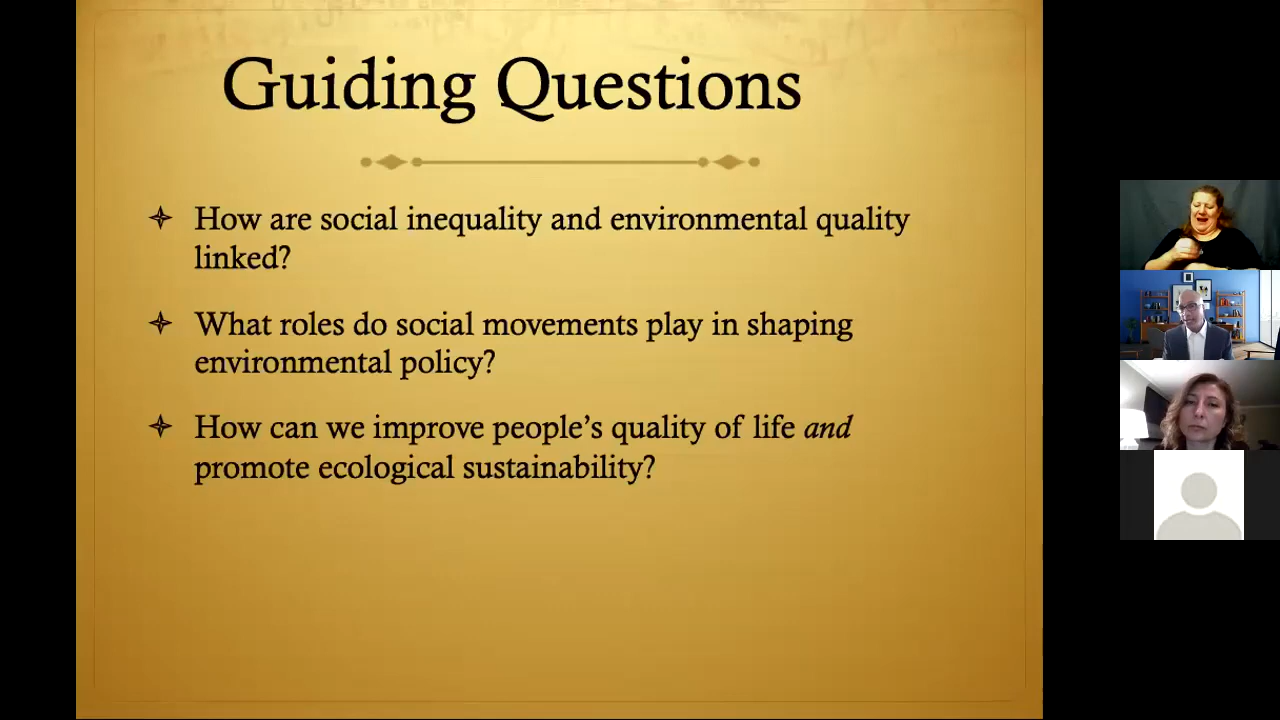 Guiding Questions
How are social inequality and environmental quality
linked?
What roles do social movements play in shaping
environmental policy?
How can we improve people’s quality of life and
promote ecological sustainability?